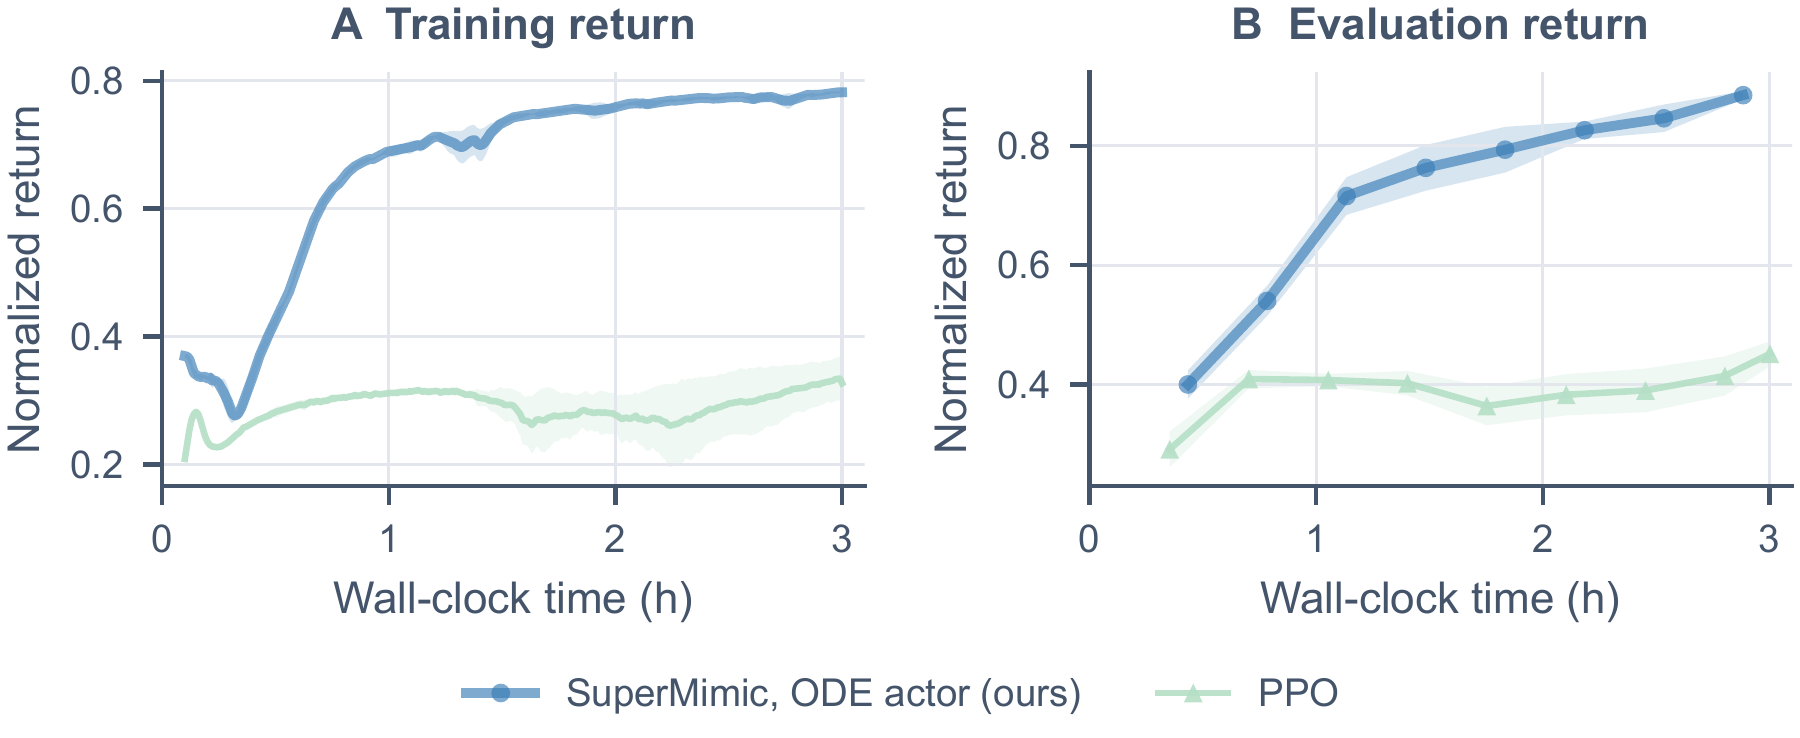 A Training return
B Evaluation return
Normalized return
0.8
0.6
0.4
0.2
0 1 2 3
Wall-clock time (h)
Normalized return
0.8
0.6
0.4
0 1 2 3
Wall-clock time (h)
SuperMimic, ODE actor (ours)
PPO